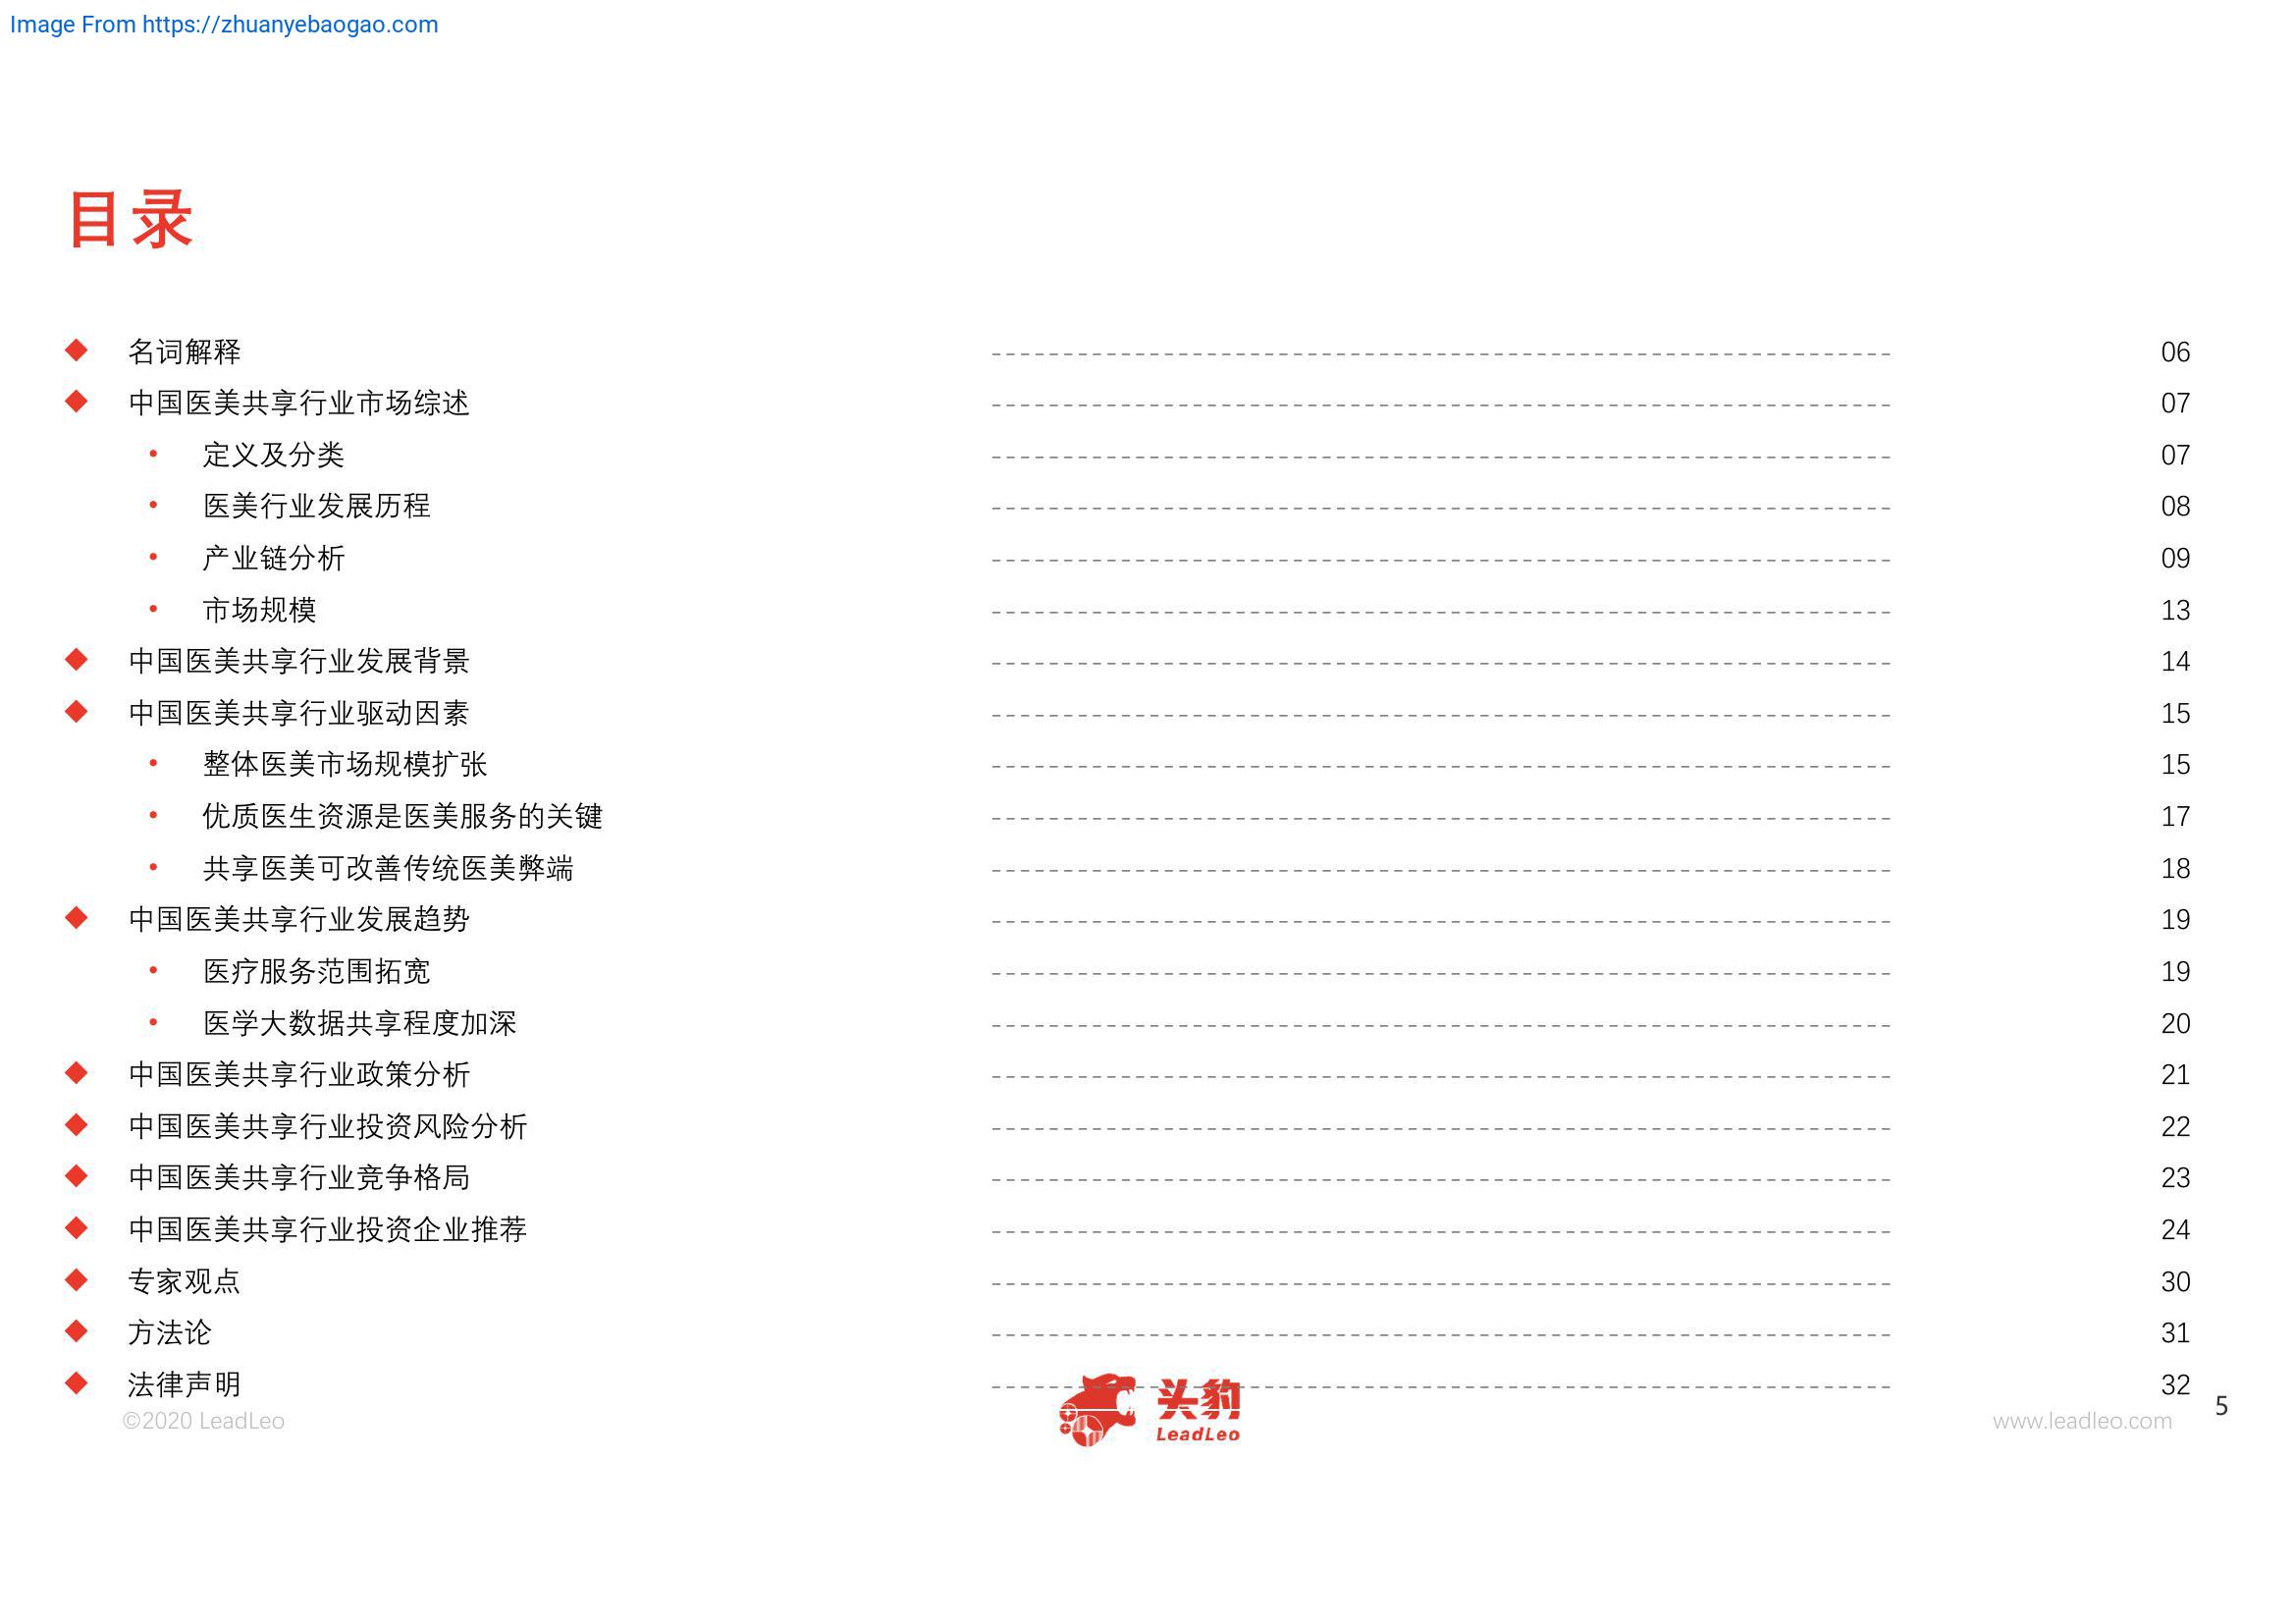 Image From https://zhuanyebaogao.com
目录
名词解释 06
中国医美共享行业市场综述 07
定义及分类 07
医美行业发展历程 08
产业链分析 09
市场规模 13
中国医美共享行业发展背景 14
中国医美共享行业驱动因素 15
整体医美市场规模扩张 15
优质医生资源是医美服务的关键 17
共享医美可改善传统医美弊端 18
中国医美共享行业发展趋势 19
医疗服务范围拓宽 19
医学大数据共享程度加深 20
中国医美共享行业政策分析 21
中国医美共享行业投资风险分析 22
中国医美共享行业竞争格局 23
中国医美共享行业投资企业推荐 24
专家观点 30
方法论 31
法律声明 32
©2020 LeadLeo
头豹
LeadLeo
www.leadleo.com
5